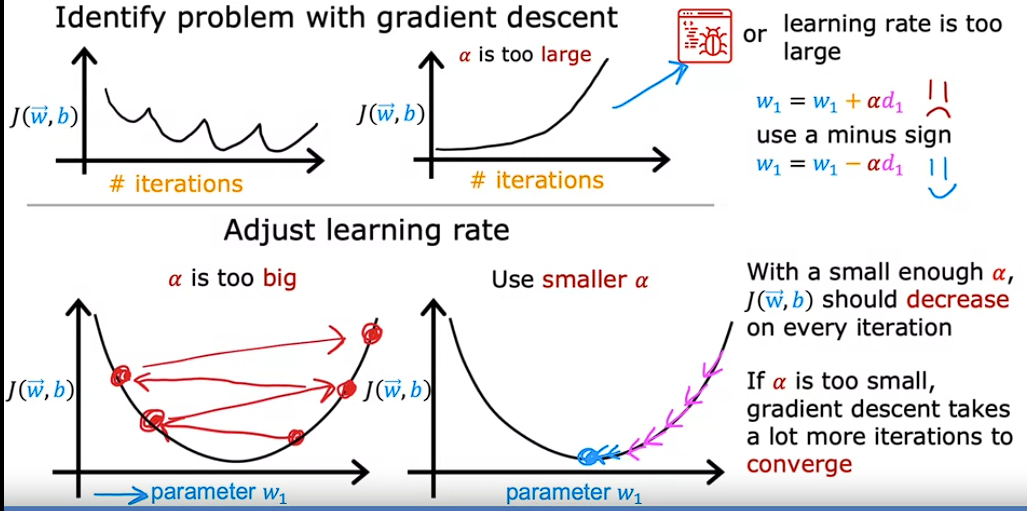 Identify problem with gradient descent
J(w⃗, b)
# iterations
α is too large
J(w⃗, b)
# iterations
or
learning rate is too
large
w₁ = w₁ + αd₁
use a minus sign
w₁ = w₁ − αd₁
Adjust learning rate
α is too big
J(w⃗, b)
parameter w₁
Use smaller α
J(w⃗, b)
parameter w₁
With a small enough α,
J(w⃗, b) should decrease
on every iteration
If α is too small,
gradient descent takes
a lot more iterations to
converge